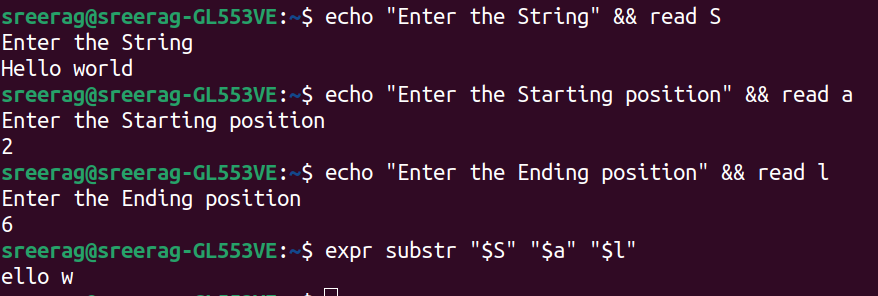 sreerag@sreerag-GL553VE:~$ echo "Enter the String" && read S
Enter the String
Hello world
sreerag@sreerag-GL553VE:~$ echo "Enter the Starting position" && read a
Enter the Starting position
2
sreerag@sreerag-GL553VE:~$ echo "Enter the Ending position" && read l
Enter the Ending position
6
sreerag@sreerag-GL553VE:~$ expr substr "$S" "$a" "$l"
ello w